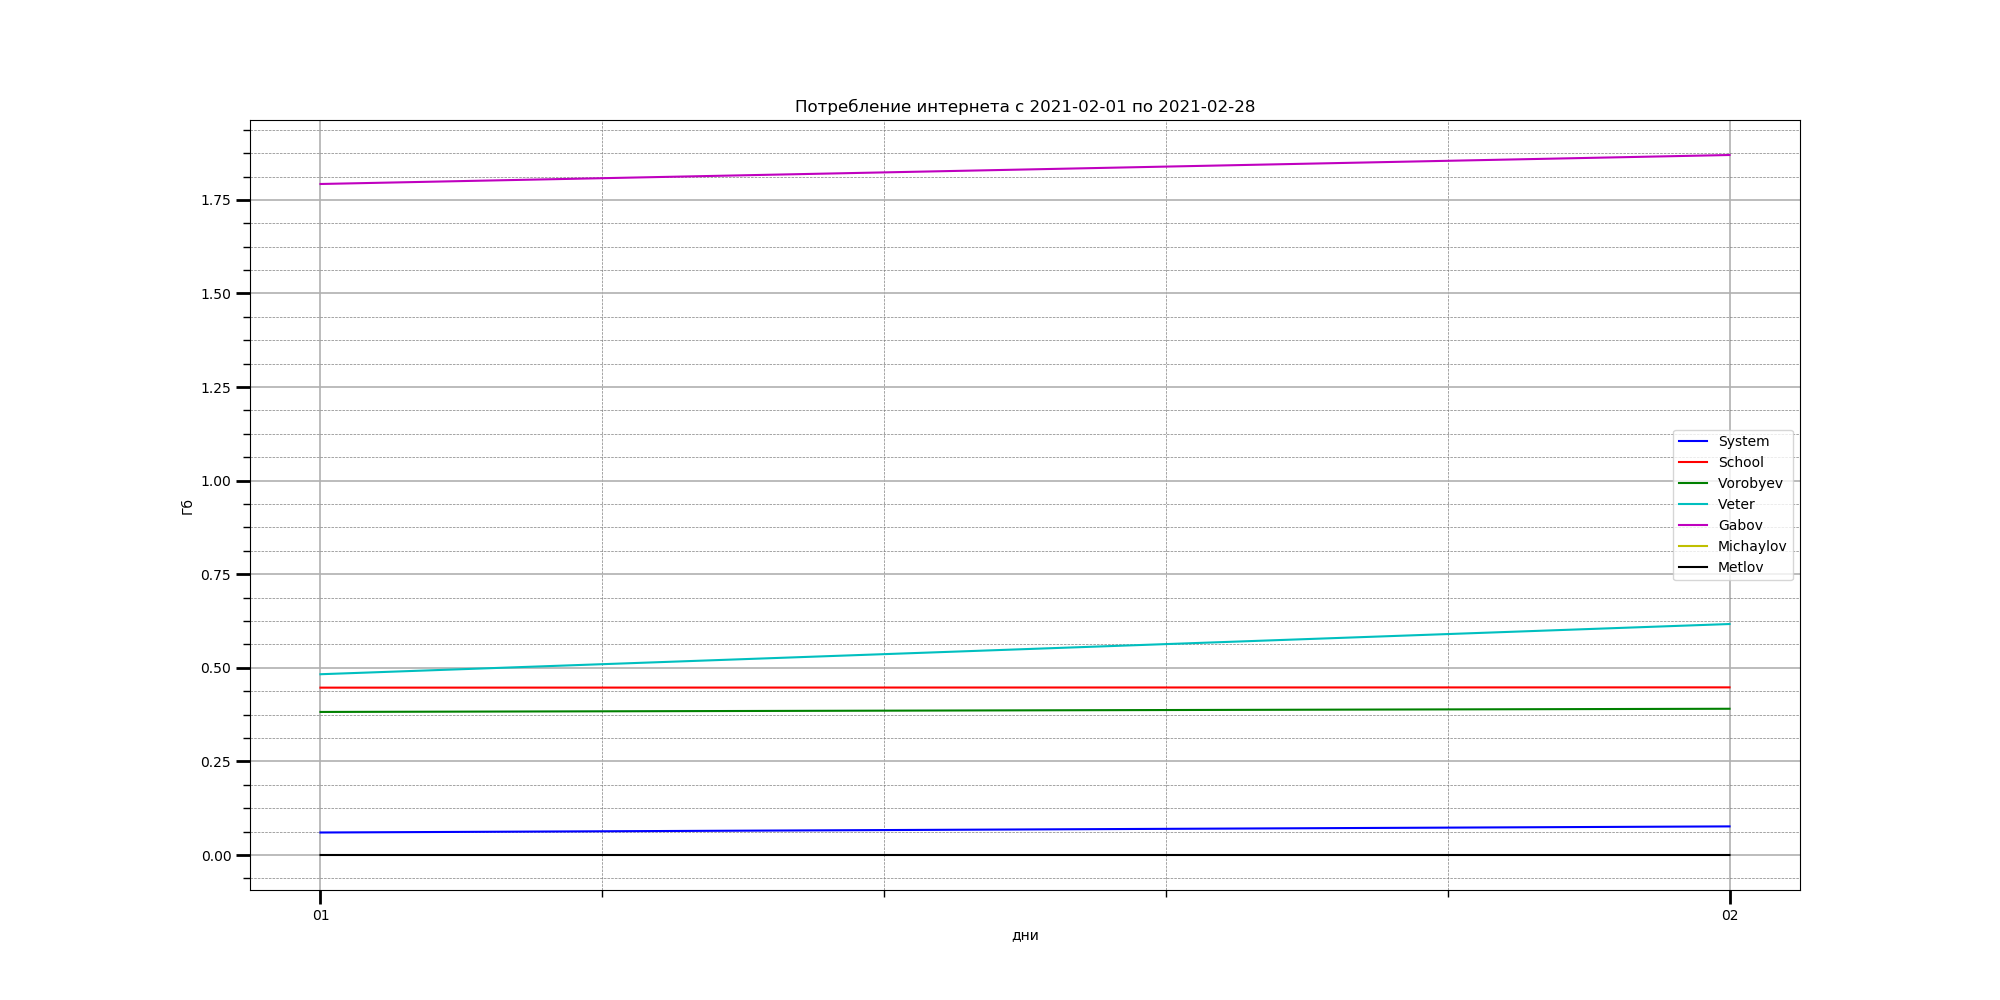 Потребление интернета с 2021-02-01 по 2021-02-28
1.75
1.50
1.25
1.00
0.75
0.50
0.25
0.00
Гб
System
School
Vorobyev
Veter
Gabov
Michaylov
Metlov
01
02
дни